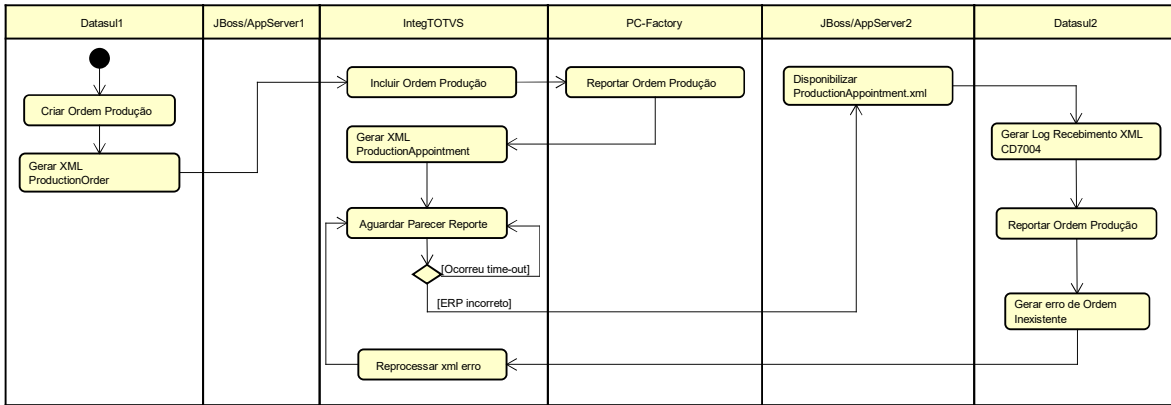 Datasul1
JBoss/AppServer1
IntegTOTVS
PC-Factory
JBoss/AppServer2
Datasul2
Criar Ordem Produção
Gerar XML
ProductionOrder
Incluir Ordem Produção
Reportar Ordem Produção
Disponibilizar
ProductionAppointment.xml
Gerar XML
ProductionAppointment
Gerar Log Recebimento XML
CD7004
Aguardar Parecer Reporte
Reportar Ordem Produção
[Ocorreu time-out]
[ERP incorreto]
Gerar erro de Ordem
Inexistente
Reprocessar xml erro